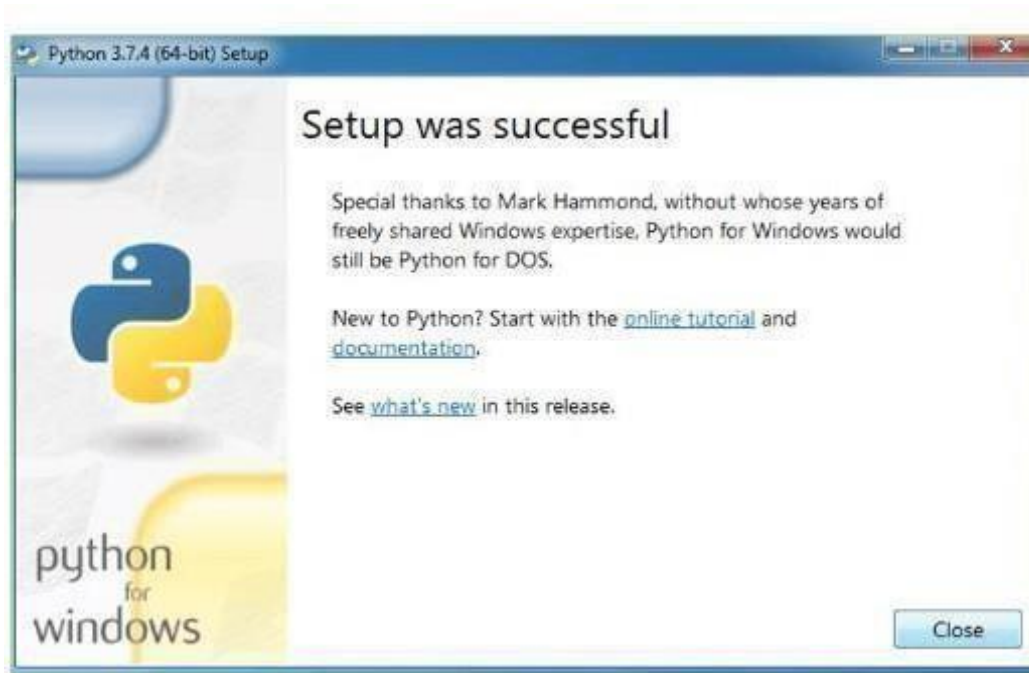 Python 3.7.4 (64-bit) Setup
Setup was successful
Special thanks to Mark Hammond, without whose years of
freely shared Windows expertise, Python for Windows would
still be Python for DOS.
New to Python? Start with the online tutorial and
documentation.
See what's new in this release.
python
for
windows
Close